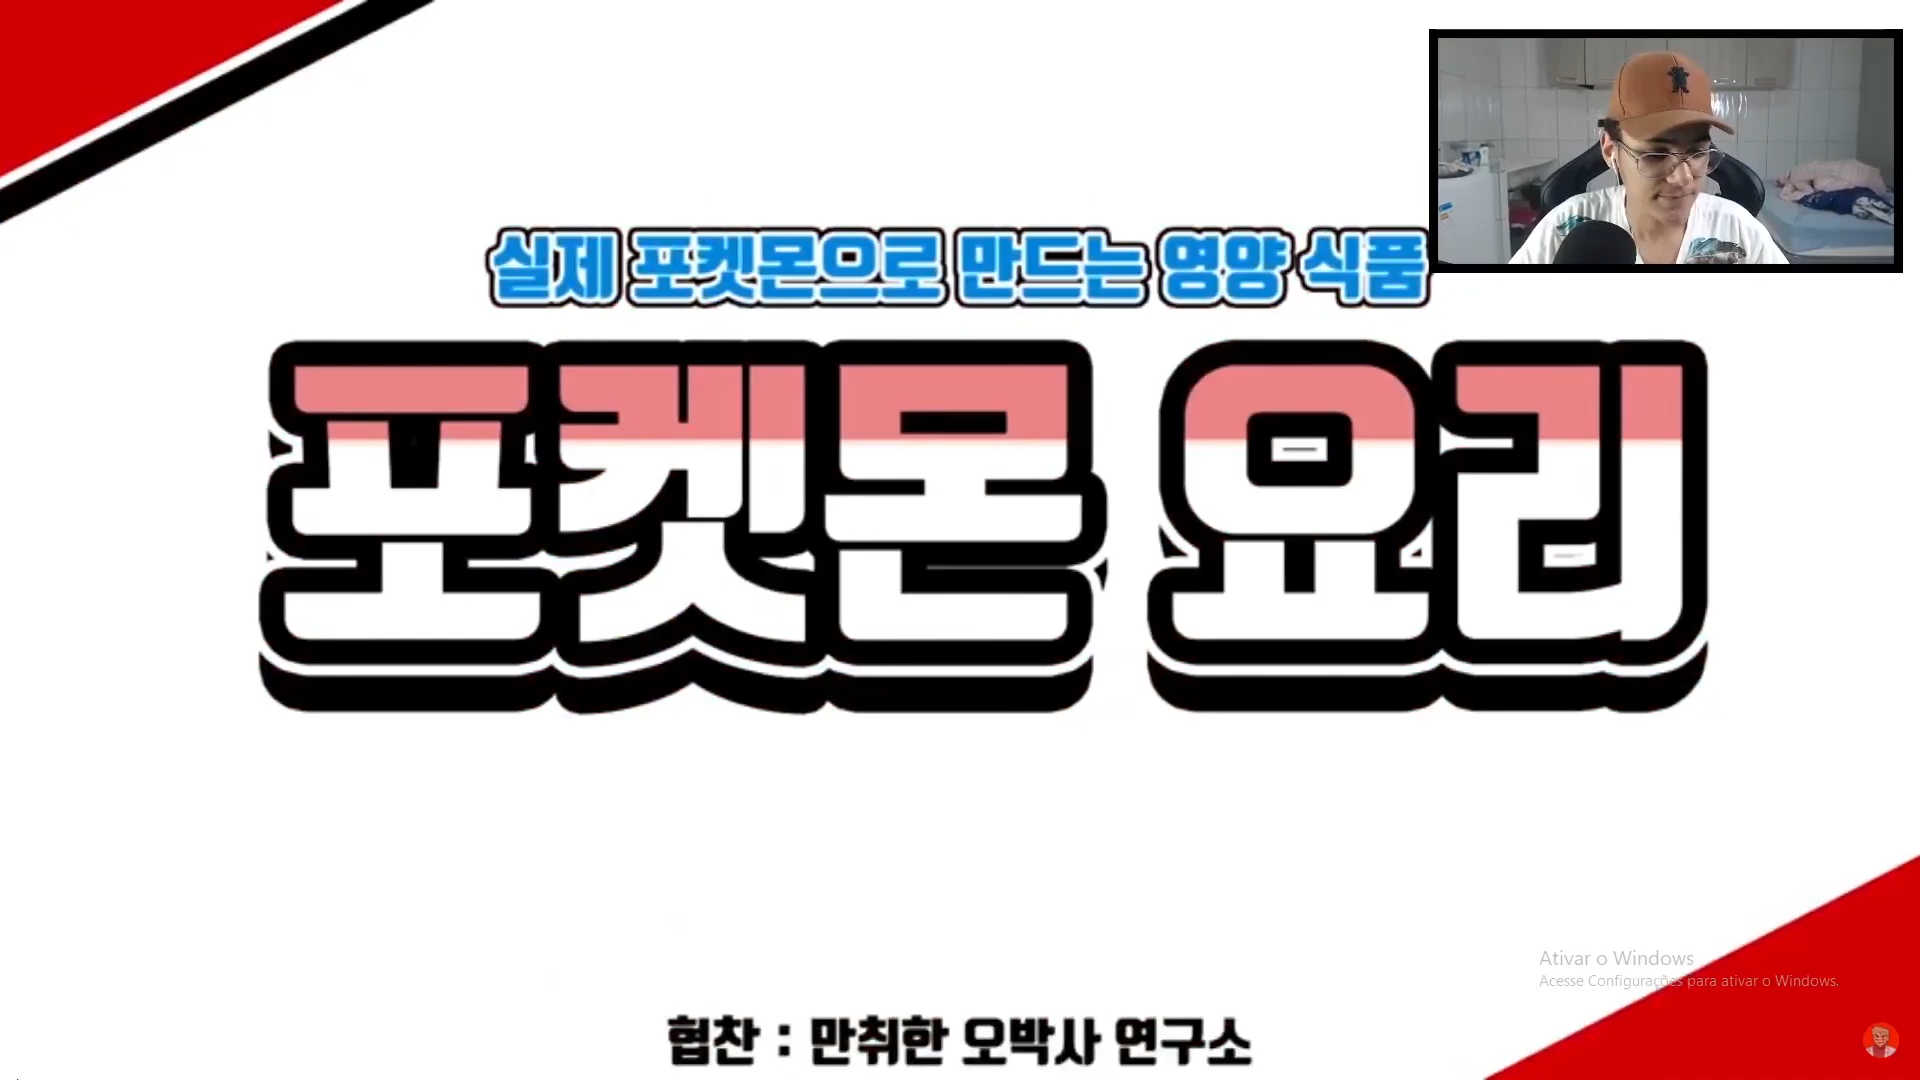 실제 포켓몬으로 만드는 영양 식품
포켓몬 요리
Ativar o Windows
Acesse Configurações para ativar o Windows.
협찬 : 만취한 오박사 연구소